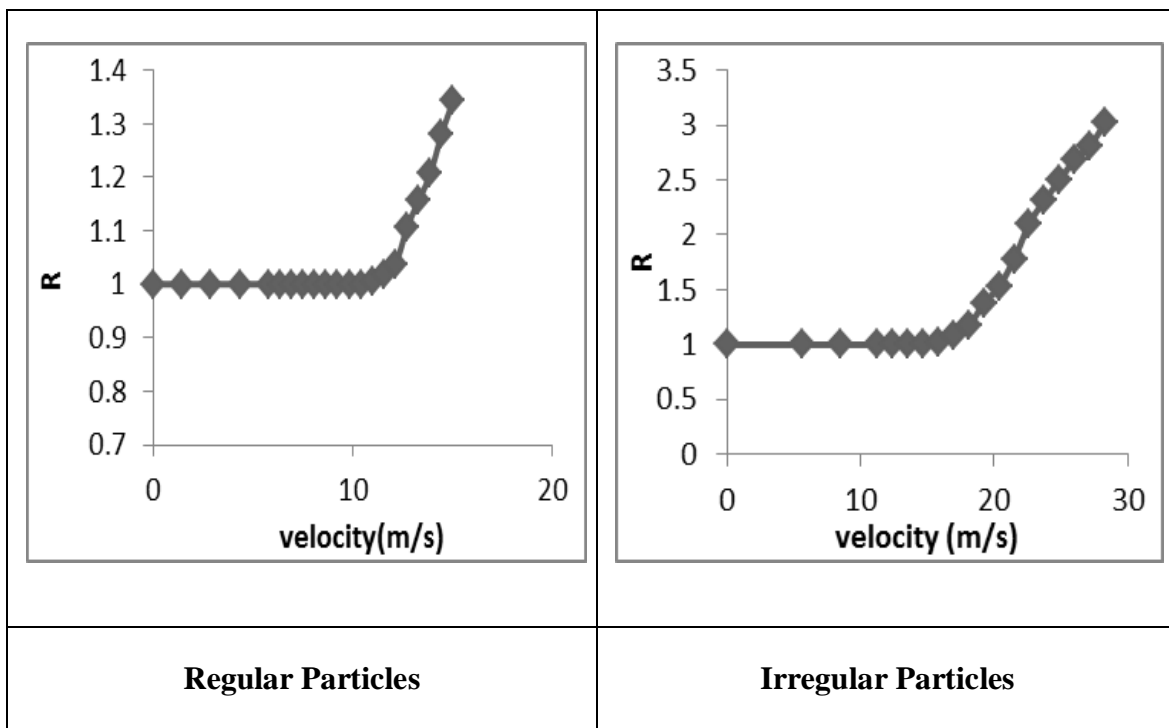 1.4
1.3
1.2
1.1
1
0.9
0.8
0.7
R
0 10 20
velocity(m/s)
3.5
3
2.5
2
1.5
1
0.5
0
R
0 10 20 30
velocity (m/s)
Regular Particles
Irregular Particles